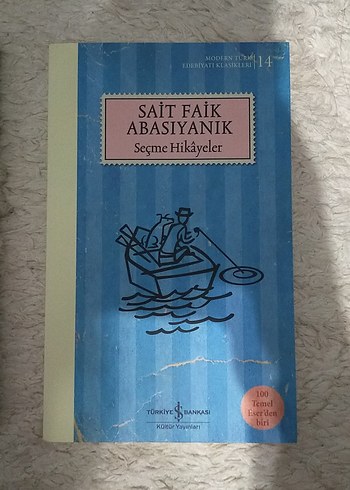 MODERN TÜRK
EDEBİYATI KLASİKLERİ 14
SAİT FAİK
ABASIYANIK
Seçme Hikâyeler
100
Temel
Eser'den
biri
TÜRKİYE İŞ BANKASI
Kültür Yayınları